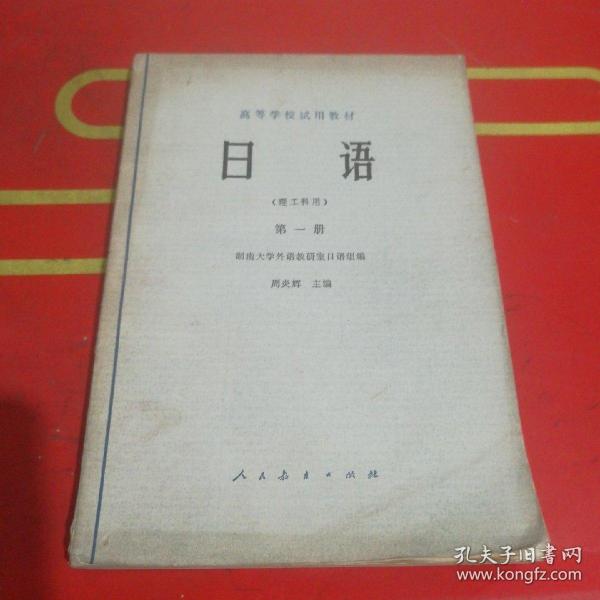 高等学校试用教材
日语
(理工科用)
第一册
湖南大学外语教研室日语组编
周炎辉 主编
人民教育出版社
孔夫子旧书网
www.kongfz.com